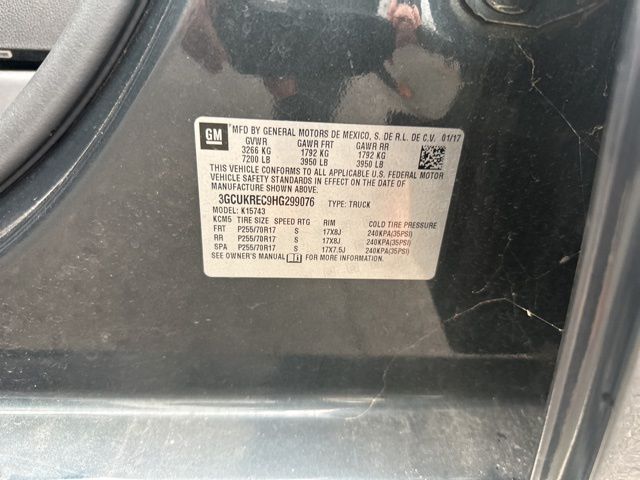 GM
MFD BY GENERAL MOTORS DE MEXICO, S. DE R.L. DE C.V. 01/17
GVWR GAWR FRT GAWR RR
3266 KG 1792 KG 1792 KG
7200 LB 3950 LB 3950 LB
THIS VEHICLE CONFORMS TO ALL APPLICABLE U.S. FEDERAL MOTOR
VEHICLE SAFETY STANDARDS IN EFFECT ON THE DATE OF
MANUFACTURE SHOWN ABOVE.
3GCUKREC9HG299076 TYPE: TRUCK
MODEL: K15743
KCM5 TIRE SIZE SPEED RTG RIM COLD TIRE PRESSURE
FRT P255/70R17 S 17X8J 240KPA(35PSI)
RR P255/70R17 S 17X8J 240KPA(35PSI)
SPA P255/70R17 S 17X7.5J 240KPA(35PSI)
SEE OWNER'S MANUAL FOR MORE INFORMATION.